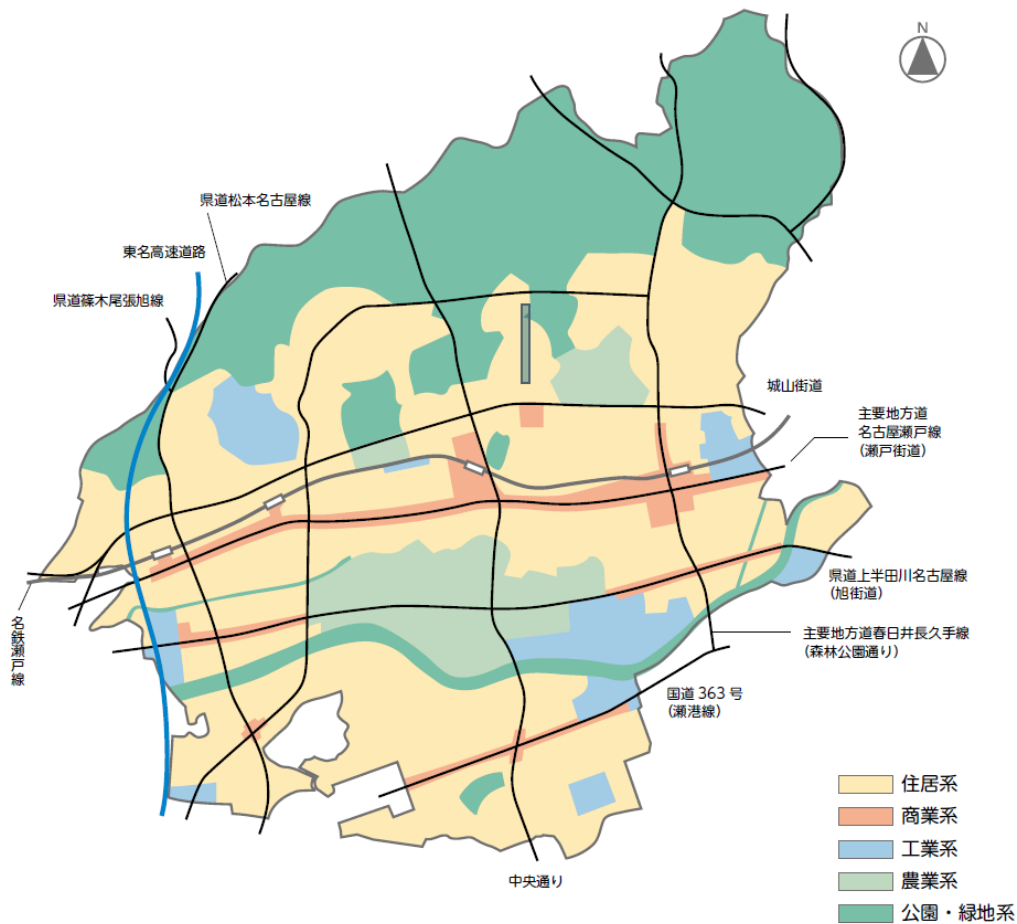 N
県道松本名古屋線
東名高速道路
県道篠木尾張旭線
城山街道
主要地方道
名古屋瀬戸線
(瀬戸街道)
県道上半田川名古屋線
(旭街道)
名鉄瀬戸線
主要地方道春日井長久手線
(森林公園通り)
国道 363 号
(瀬港線)
中央通り
住居系
商業系
工業系
農業系
公園・緑地系